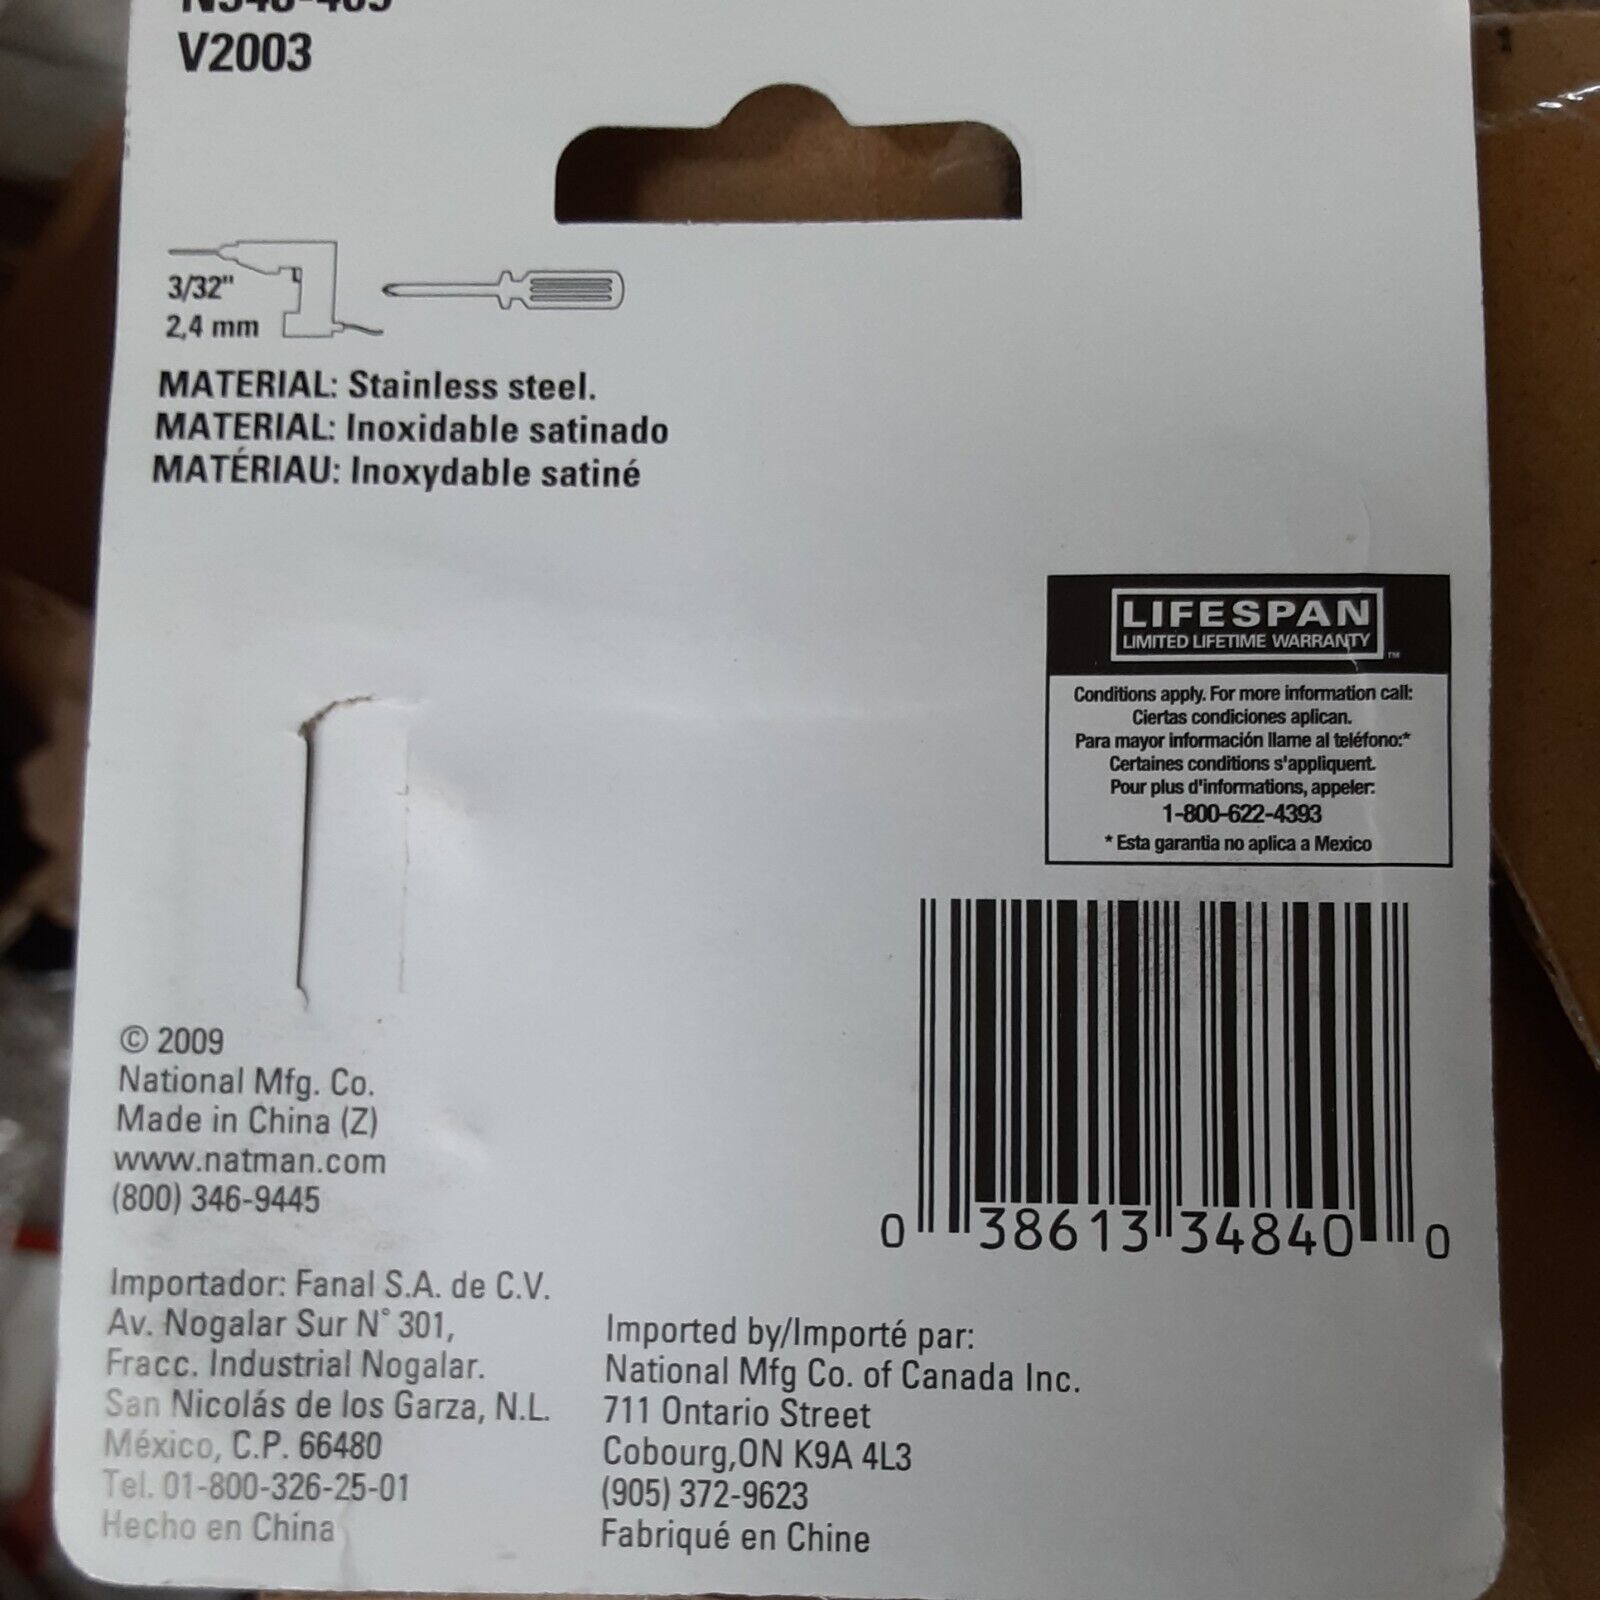 V2003
3/32"
2,4 mm
MATERIAL: Stainless steel.
MATERIAL: Inoxidable satinado
MATÉRIAU: Inoxydable satiné
LIFESPAN
LIMITED LIFETIME WARRANTY
TM
Conditions apply. For more information call:
Ciertas condiciones aplican.
Para mayor información llame al teléfono:*
Certaines conditions s'appliquent.
Pour plus d'informations, appeler:
1-800-622-4393
* Esta garantia no aplica a Mexico
© 2009
National Mfg. Co.
Made in China (Z)
www.natman.com
(800) 346-9445
0 38613 34840 0
Importador: Fanal S.A. de C.V.
Av. Nogalar Sur N° 301,
Fracc. Industrial Nogalar.
San Nicolás de los Garza, N.L.
México, C.P. 66480
Tel. 01-800-326-25-01
Hecho en China
Imported by/Importé par:
National Mfg Co. of Canada Inc.
711 Ontario Street
Cobourg,ON K9A 4L3
(905) 372-9623
Fabriqué en Chine